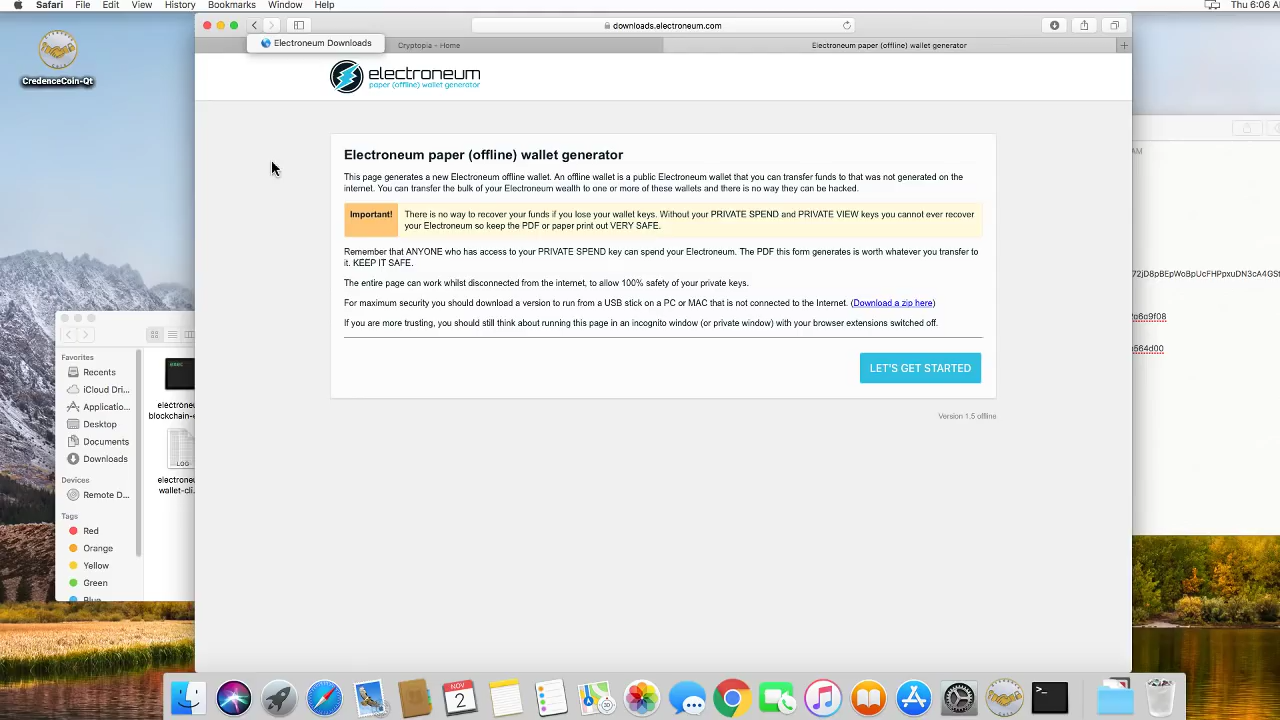 Safari File Edit View History Bookmarks Window Help
Thu 6:06 A
downloads.electroneum.com
Electroneum Downloads
Cryptopia - Home
Electroneum paper (offline) wallet generator
CredenceCoin-Qt
electroneum
paper (offline) wallet generator
Electroneum paper (offline) wallet generator
This page generates a new Electroneum offline wallet. An offline wallet is a public Electroneum wallet that you can transfer funds to that was not generated on the
internet. You can transfer the bulk of your Electroneum wealth to one or more of these wallets and there is no way they can be hacked.
Important!
There is no way to recover your funds if you lose your wallet keys. Without your PRIVATE SPEND and PRIVATE VIEW keys you cannot ever recover
your Electroneum so keep the PDF or paper print out VERY SAFE.
Remember that ANYONE who has access to your PRIVATE SPEND key can spend your Electroneum. The PDF this form generates is worth whatever you transfer to
it. KEEP IT SAFE.
The entire page can work whilst disconnected from the internet, to allow 100% safety of your private keys.
For maximum security you should download a version to run from a USB stick on a PC or MAC that is not connected to the Internet. (Download a zip here)
If you are more trusting, you should still think about running this page in an incognito window (or private window) with your browser extensions switched off.
LET'S GET STARTED
Version 1.5 offline
Favorites
Recents
iCloud Dri...
Applicatio...
Desktop
Documents
Downloads
Devices
Remote D...
Tags
Red
Orange
Yellow
Green
Blue
exec
electrone
blockchain-e
LOG
electrone
wallet-cli.
AM
564d00
NOV
2